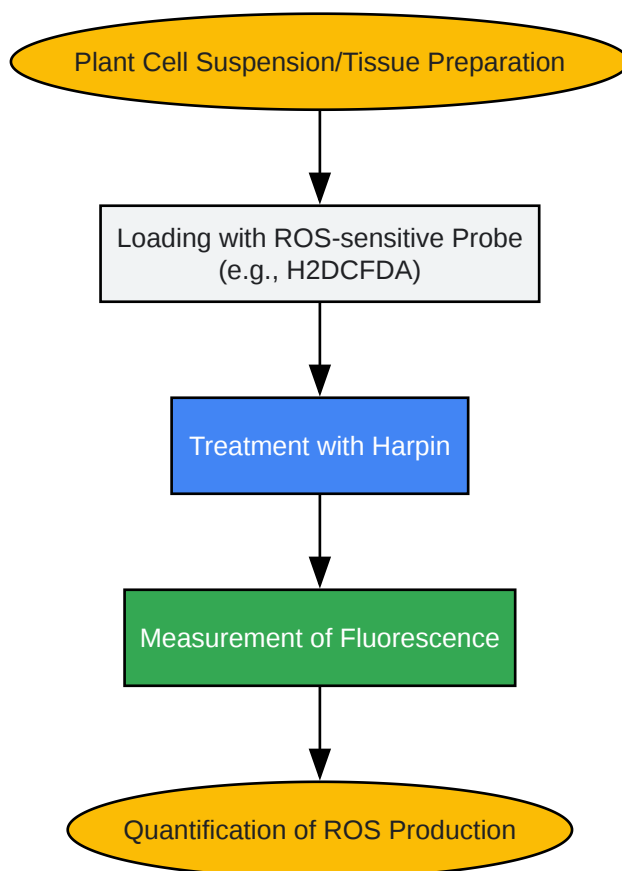 Plant Cell Suspension/Tissue Preparation
Loading with ROS-sensitive Probe
(e.g., H2DCFDA)
Treatment with Harpin
Measurement of Fluorescence
Quantification of ROS Production